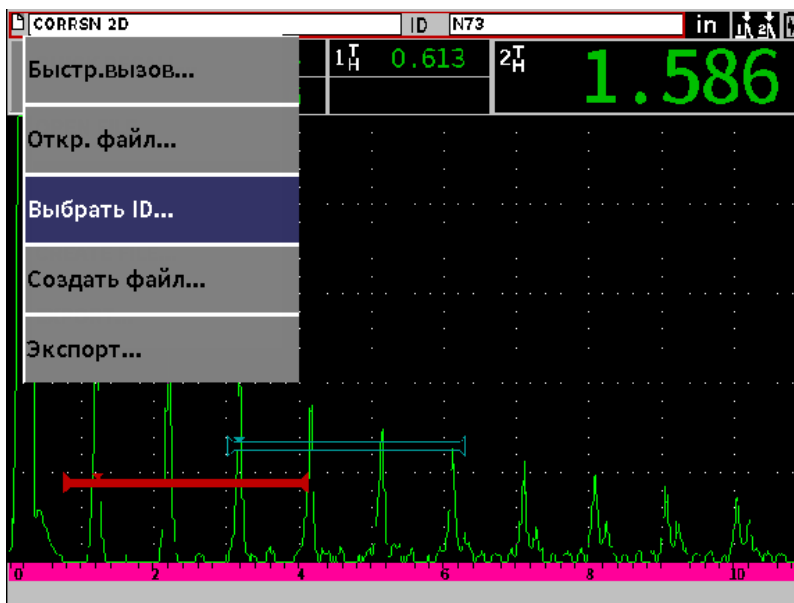 CORRSN 2D ID N73 in
1 T H 0.613 2 T H 1.586
Быстр.вызов...
Откр. файл...
Выбрать ID...
Создать файл...
Экспорт...
0 2 4 6 8 10